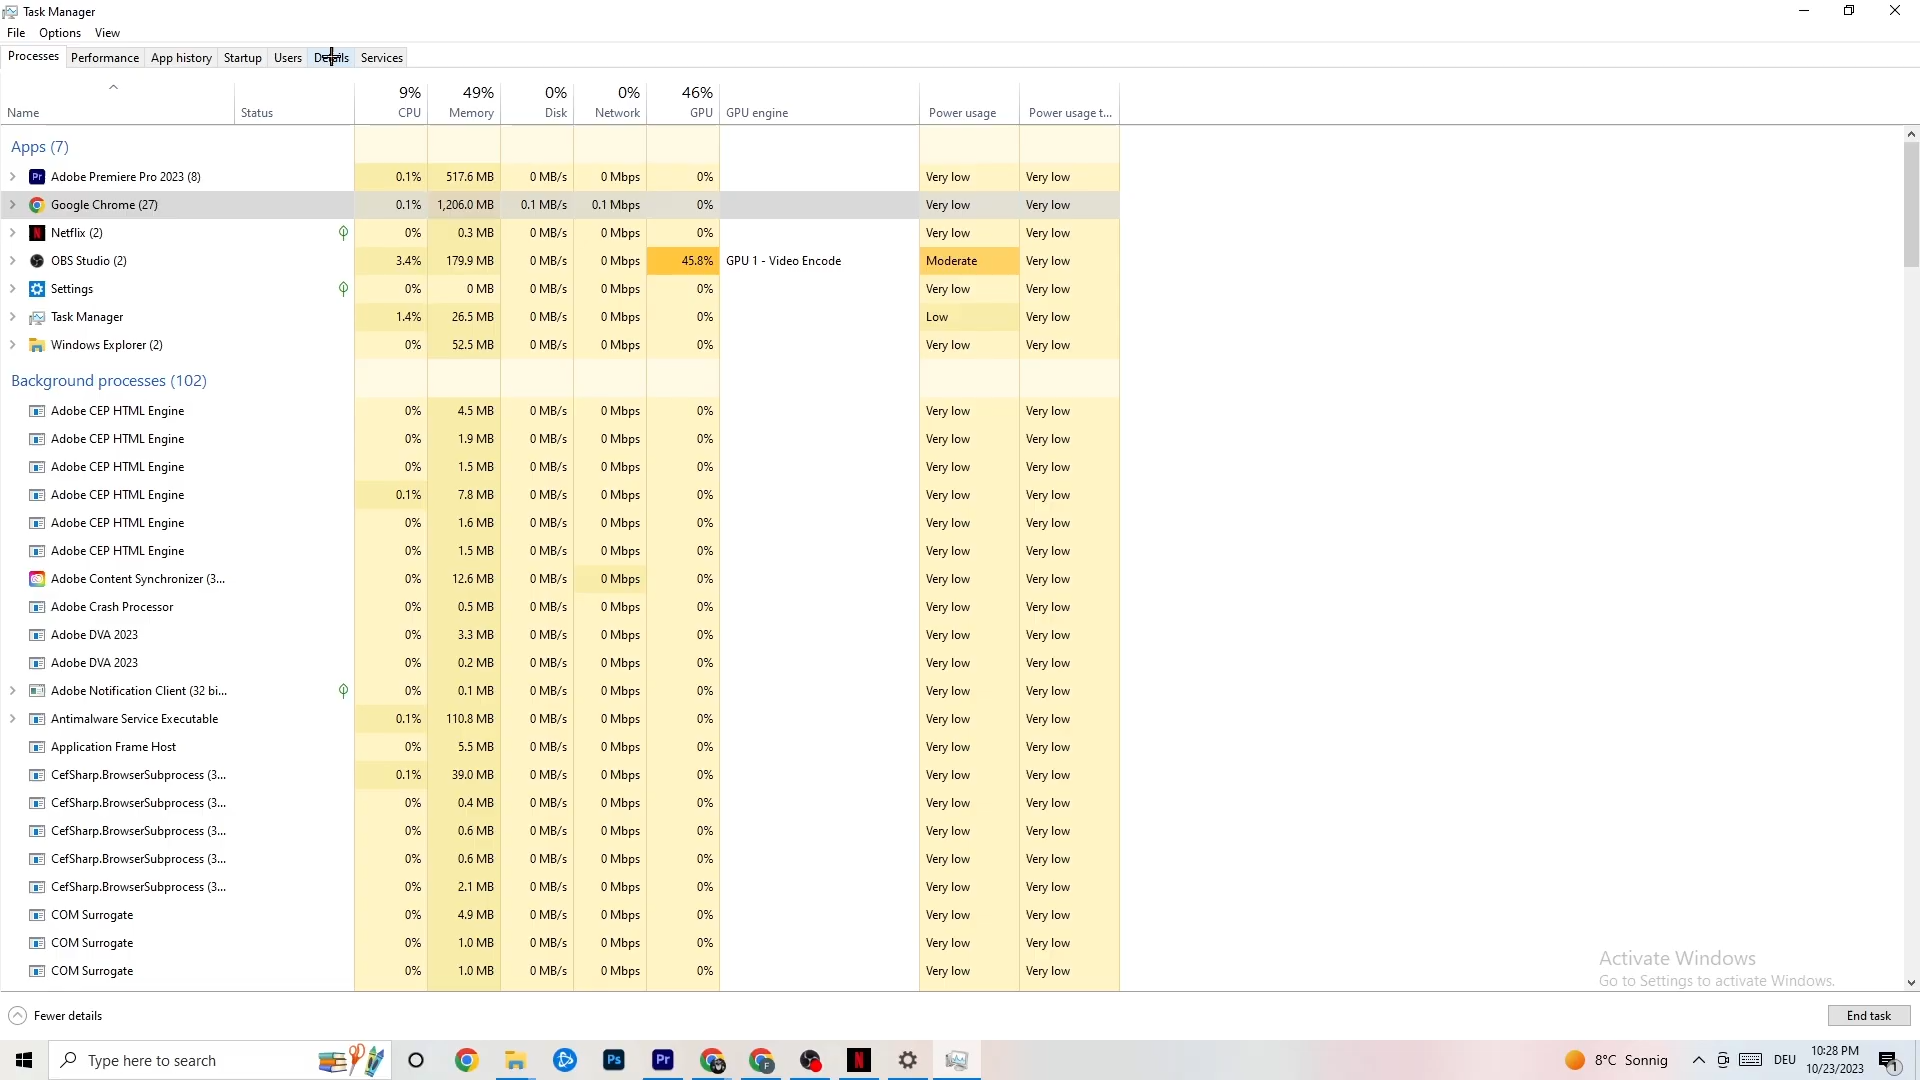 Task Manager
File Options View
Processes Performance App history Startup Users Details Services
9% 49% 0% 0% 46%
Name Status CPU Memory Disk Network GPU GPU engine Power usage Power usage t...
Apps (7)
Adobe Premiere Pro 2023 (8) 0.1% 517.6 MB 0 MB/s 0 Mbps 0% Very low Very low
Google Chrome (27) 0.1% 1,206.0 MB 0.1 MB/s 0.1 Mbps 0% Very low Very low
Netflix (2) 0% 0.3 MB 0 MB/s 0 Mbps 0% Very low Very low
OBS Studio (2) 3.4% 179.9 MB 0 MB/s 0 Mbps 45.8% GPU 1 - Video Encode Moderate Very low
Settings 0% 0 MB 0 MB/s 0 Mbps 0% Very low Very low
Task Manager 1.4% 26.5 MB 0 MB/s 0 Mbps 0% Low Very low
Windows Explorer (2) 0% 52.5 MB 0 MB/s 0 Mbps 0% Very low Very low
Background processes (102)
Adobe CEP HTML Engine 0% 4.5 MB 0 MB/s 0 Mbps 0% Very low Very low
Adobe CEP HTML Engine 0% 1.9 MB 0 MB/s 0 Mbps 0% Very low Very low
Adobe CEP HTML Engine 0% 1.5 MB 0 MB/s 0 Mbps 0% Very low Very low
Adobe CEP HTML Engine 0.1% 7.8 MB 0 MB/s 0 Mbps 0% Very low Very low
Adobe CEP HTML Engine 0% 1.6 MB 0 MB/s 0 Mbps 0% Very low Very low
Adobe CEP HTML Engine 0% 1.5 MB 0 MB/s 0 Mbps 0% Very low Very low
Adobe Content Synchronizer (3... 0% 12.6 MB 0 MB/s 0 Mbps 0% Very low Very low
Adobe Crash Processor 0% 0.5 MB 0 MB/s 0 Mbps 0% Very low Very low
Adobe DVA 2023 0% 3.3 MB 0 MB/s 0 Mbps 0% Very low Very low
Adobe DVA 2023 0% 0.2 MB 0 MB/s 0 Mbps 0% Very low Very low
Adobe Notification Client (32 bi... 0% 0.1 MB 0 MB/s 0 Mbps 0% Very low Very low
Antimalware Service Executable 0.1% 110.8 MB 0 MB/s 0 Mbps 0% Very low Very low
Application Frame Host 0% 5.5 MB 0 MB/s 0 Mbps 0% Very low Very low
CefSharp.BrowserSubprocess (3... 0.1% 39.0 MB 0 MB/s 0 Mbps 0% Very low Very low
CefSharp.BrowserSubprocess (3... 0% 0.4 MB 0 MB/s 0 Mbps 0% Very low Very low
CefSharp.BrowserSubprocess (3... 0% 0.6 MB 0 MB/s 0 Mbps 0% Very low Very low
CefSharp.BrowserSubprocess (3... 0% 0.6 MB 0 MB/s 0 Mbps 0% Very low Very low
CefSharp.BrowserSubprocess (3... 0% 2.1 MB 0 MB/s 0 Mbps 0% Very low Very low
COM Surrogate 0% 4.9 MB 0 MB/s 0 Mbps 0% Very low Very low
COM Surrogate 0% 1.0 MB 0 MB/s 0 Mbps 0% Very low Very low
COM Surrogate 0% 1.0 MB 0 MB/s 0 Mbps 0% Very low Very low
Activate Windows
Go to Settings to activate Windows.
Fewer details End task
Type here to search Ps Pr F N 8°C Sonnig DEU 10:28 PM
10/23/2023 1